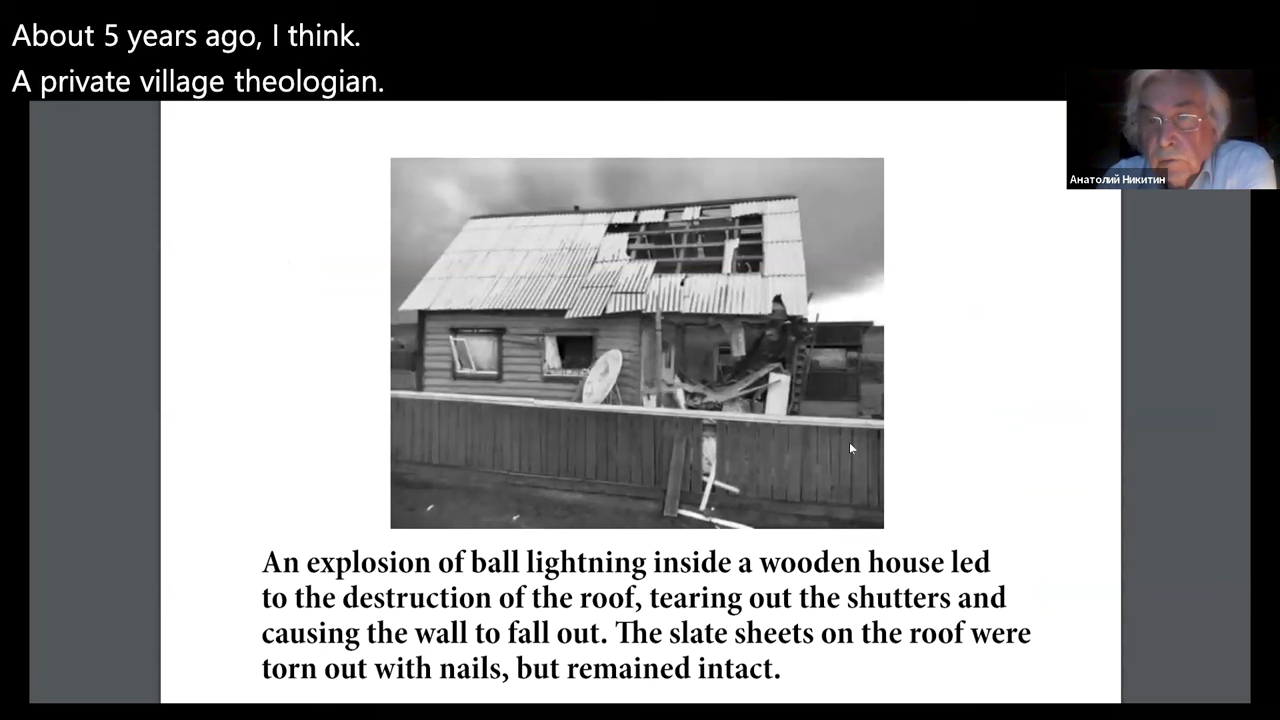 About 5 years ago, I think.
A private village theologian.
Анатолий Никитин
An explosion of ball lightning inside a wooden house led
to the destruction of the roof, tearing out the shutters and
causing the wall to fall out. The slate sheets on the roof were
torn out with nails, but remained intact.